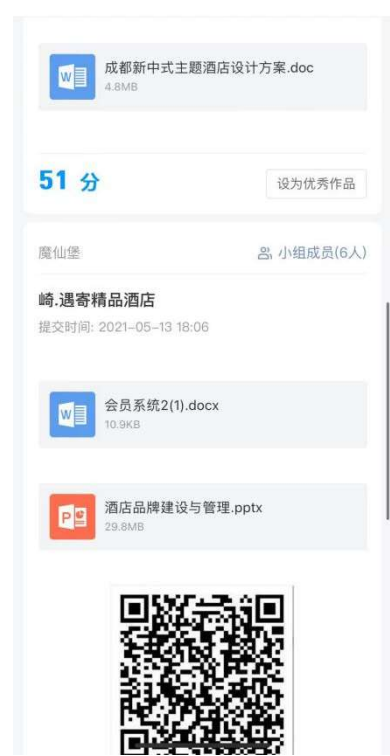 成都新中式主题酒店设计方案.doc
4.8MB
51 分
设为优秀作品
魔仙堡
小组成员(6人)
崎.遇寄精品酒店
提交时间: 2021-05-13 18:06
会员系统2(1).docx
10.9KB
酒店品牌建设与管理.pptx
29.8MB